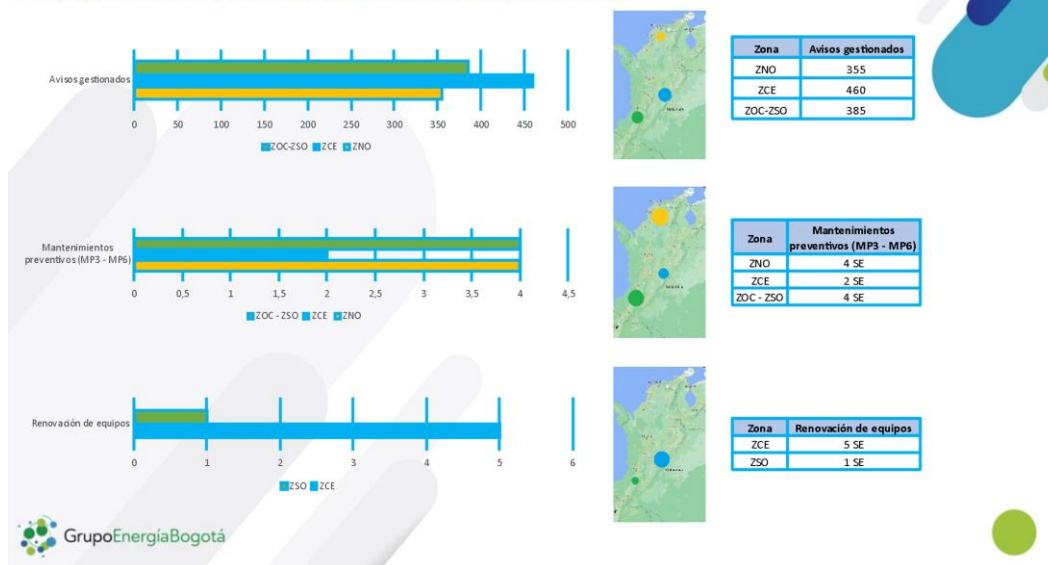 Avisos gestionados
0 50 100 150 200 250 300 350 400 450 500
ZOC-ZSO ZCE ZNO
Zona Avisos gestionados
ZNO 355
ZCE 460
ZOC-ZSO 385
Mantenimientos
preventivos (MP3 - MP6)
0 0,5 1 1,5 2 2,5 3 3,5 4 4,5
ZOC - ZSO ZCE ZNO
Zona Mantenimientos
preventivos (MP3 - MP6)
ZNO 4 SE
ZCE 2 SE
ZOC - ZSO 4 SE
Renovación de equipos
0 1 2 3 4 5 6
ZSO ZCE
Zona Renovación de equipos
ZCE 5 SE
ZSO 1 SE
GrupoEnergíaBogotá